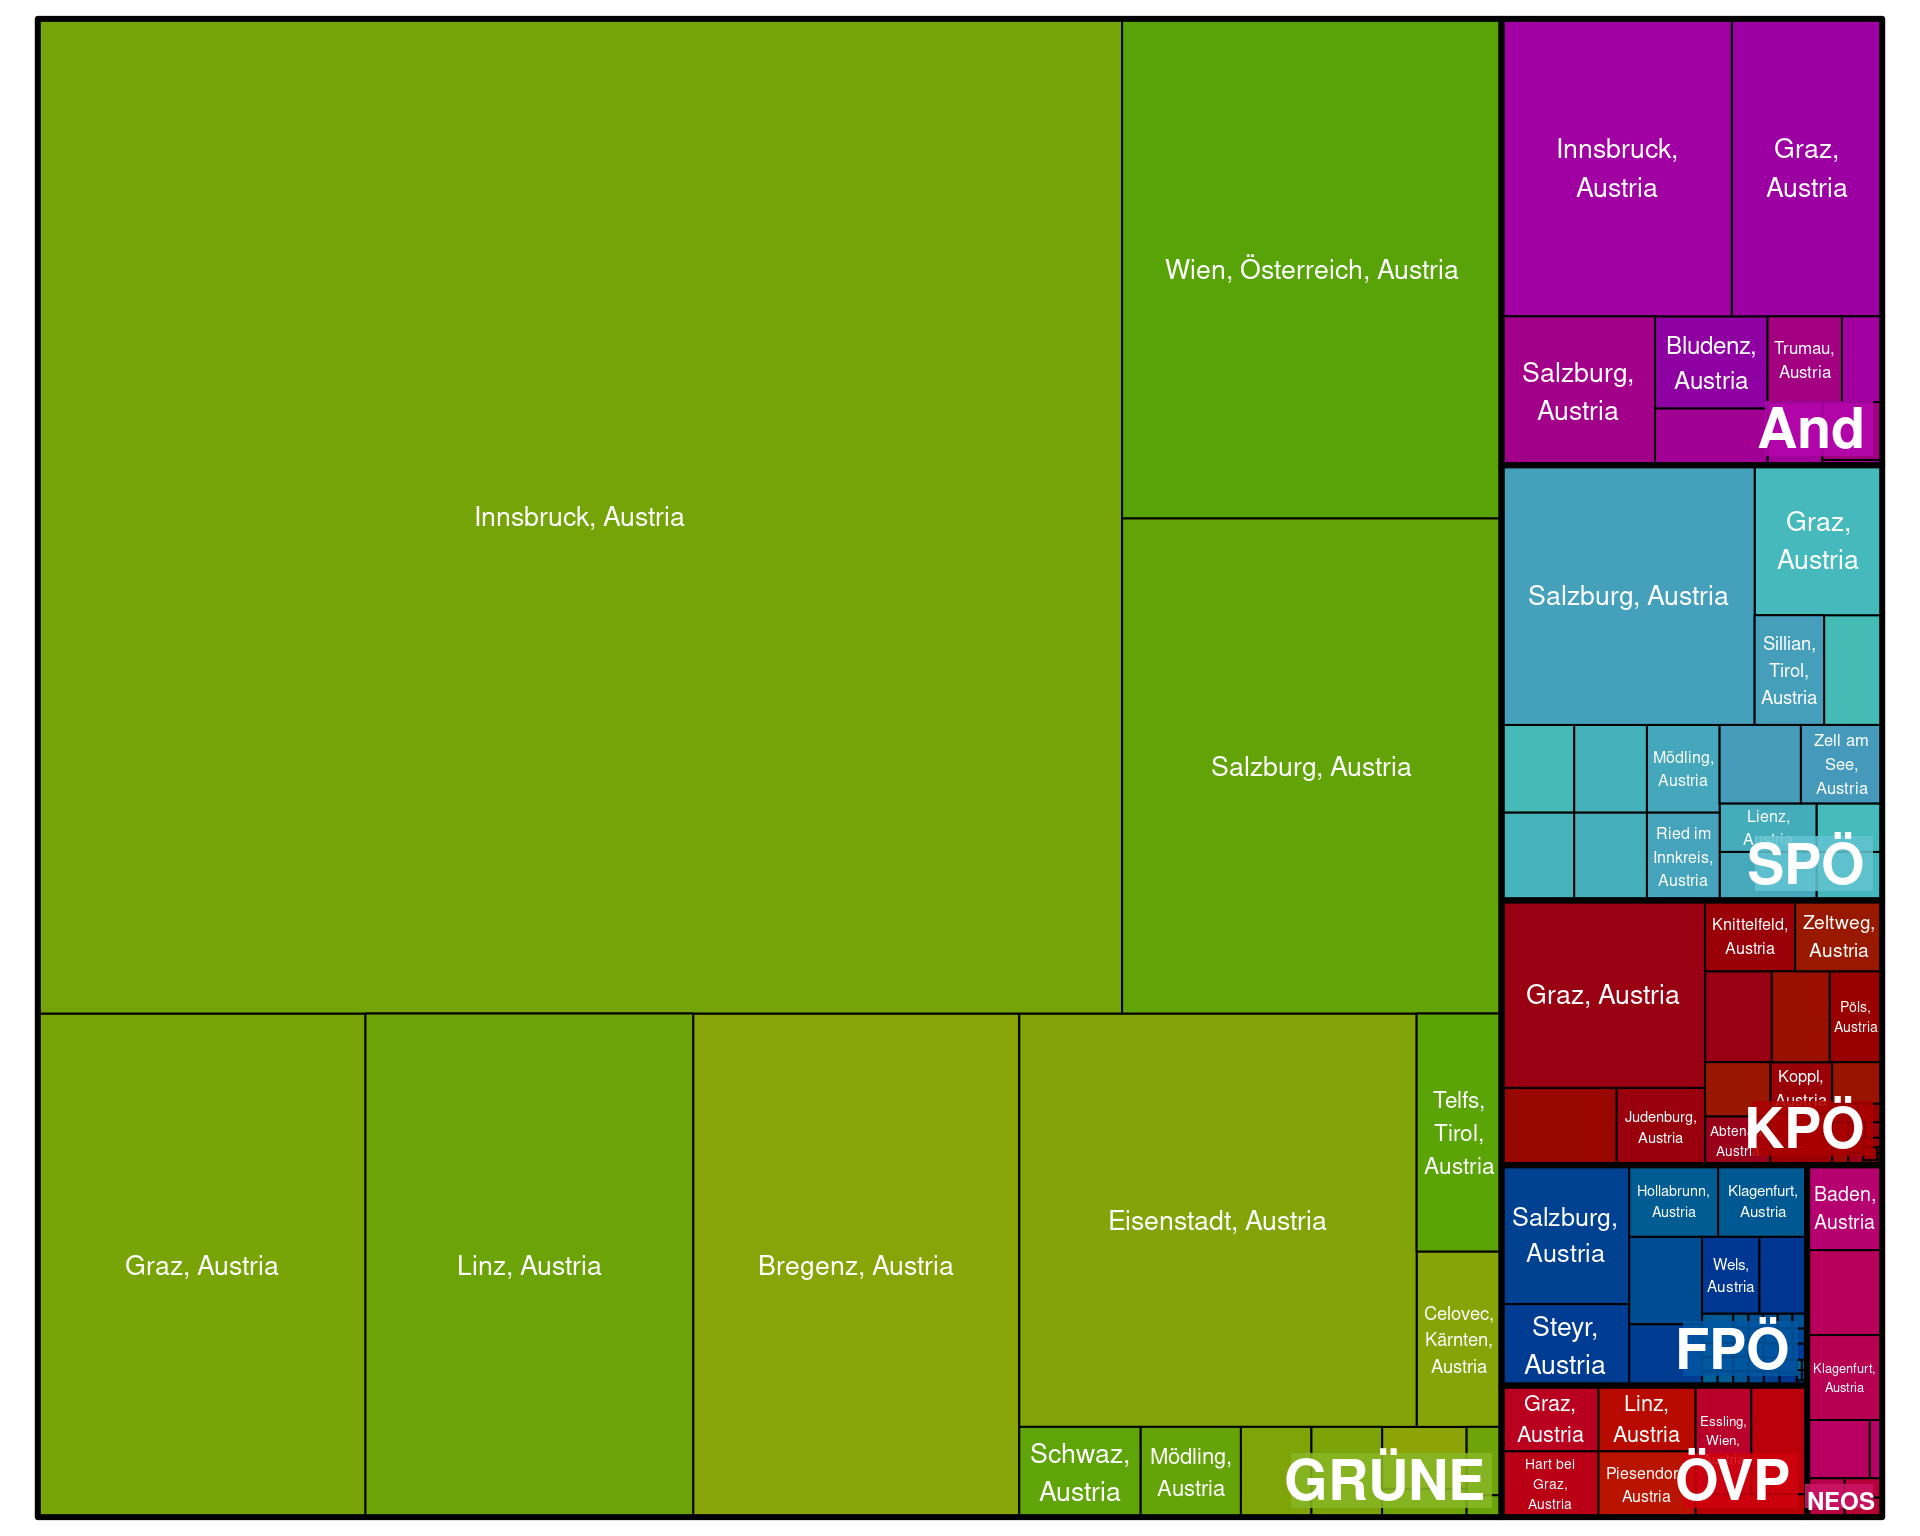 Innsbruck, Austria
Wien, Österreich, Austria
Salzburg, Austria
Graz, Austria
Linz, Austria
Bregenz, Austria
Eisenstadt, Austria
Telfs,
Tirol,
Austria
Celovec,
Kärnten,
Austria
Schwaz,
Austria
Mödling,
Austria
GRÜNE
Innsbruck,
Austria
Graz,
Austria
Salzburg,
Austria
Bludenz,
Austria
Trumau,
Austria
And
Salzburg, Austria
Graz,
Austria
Sillian,
Tirol,
Austria
Mödling,
Austria
Zell am
See,
Austria
Ried im
Innkreis,
Austria
Lienz,
Austria
SPÖ
Graz, Austria
Knittelfeld,
Austria
Zeltweg,
Austria
Pöls,
Austria
Koppl,
Austria
Judenburg,
Austria
Austria
KPÖ
Salzburg,
Austria
Hollabrunn,
Austria
Klagenfurt,
Austria
Wels,
Austria
Steyr,
Austria
FPÖ
Baden,
Austria
Klagenfurt,
Austria
NEOS
Graz,
Austria
Linz,
Austria
Essling,
Wien,
Hart bei
Graz,
Austria
Piesendorf,
Austria
ÖVP